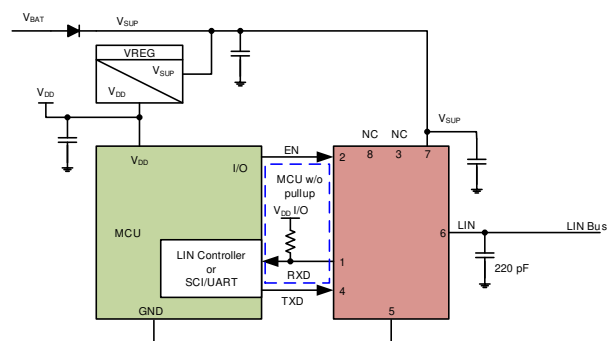 VBAT
VSUP
VREG
VSUP
VDD
VDD
VSUP
NC NC
EN
2 8 3 7
VDD
I/O
MCU w/o
pullup
VDD I/O
MCU
LIN
LIN Bus
6
LIN Controller
or
SCI/UART
1
RXD
220 pF
4
TXD
GND
5